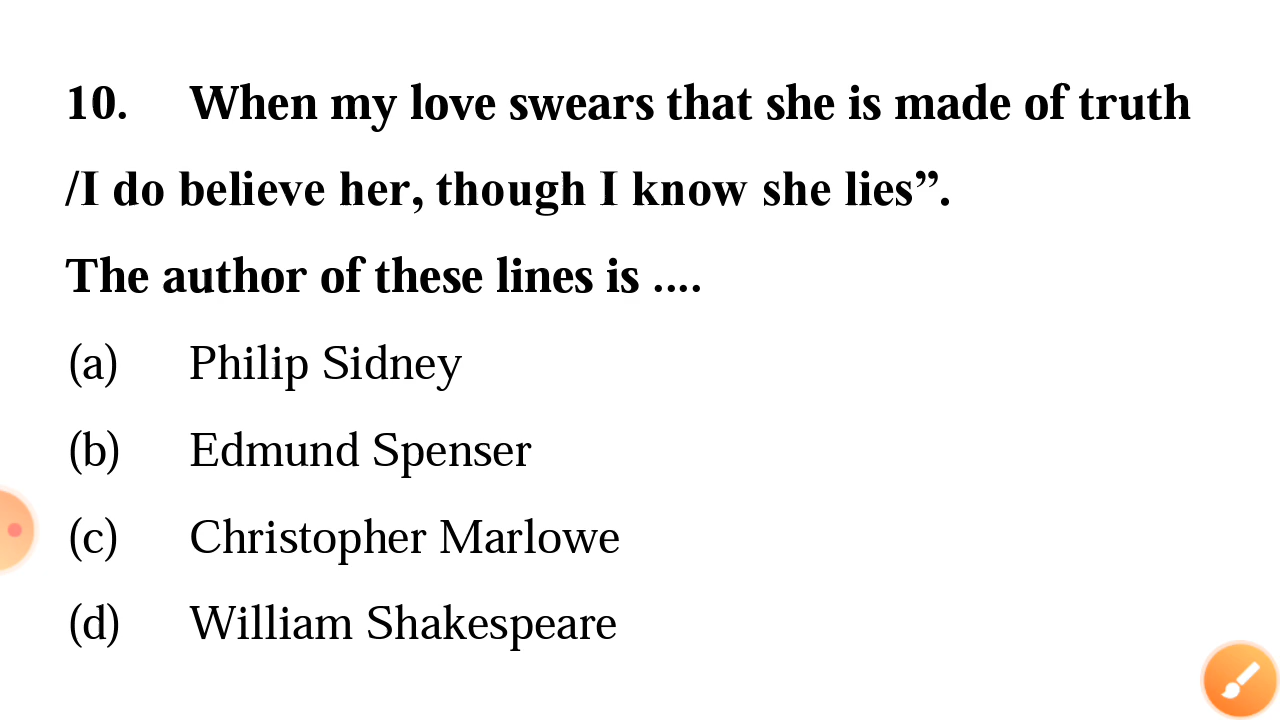 10. When my love swears that she is made of truth
/I do believe her, though I know she lies”.
The author of these lines is ....
(a) Philip Sidney
(b) Edmund Spenser
(c) Christopher Marlowe
(d) William Shakespeare